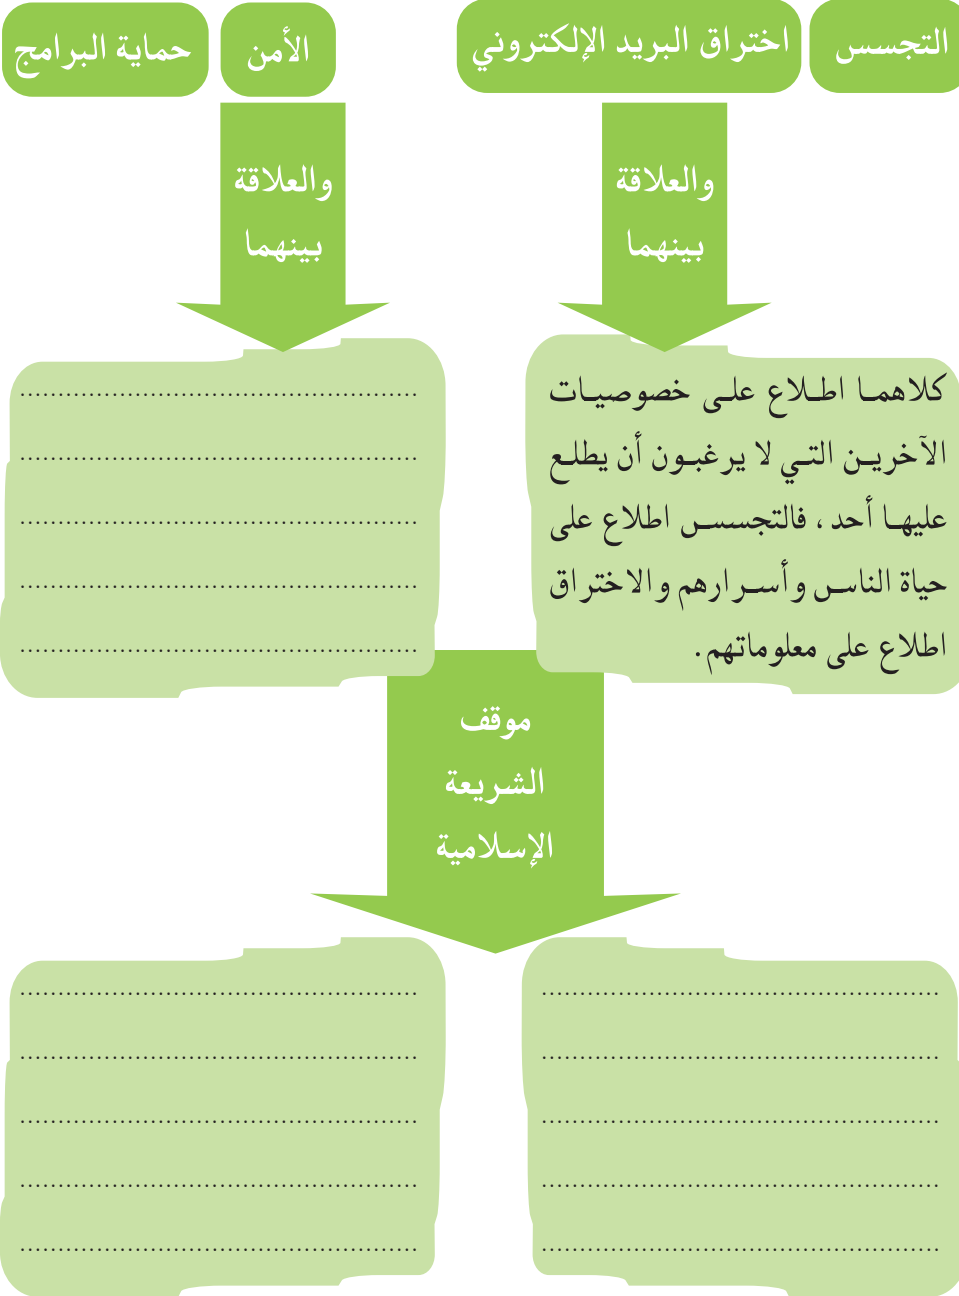 التجسس
اختراق البريد الإلكتروني
الأمن
حماية البرامج
والعلاقة
بينهما
والعلاقة
بينهما
كلاهما اطلاع على خصوصيات
الآخرين التي لا يرغبون أن يطلع
عليها أحد، فالتجسس اطلاع على
حياة الناس وأسرارهم والاختراق
اطلاع على معلوماتهم.
موقف
الشريعة
الإسلامية